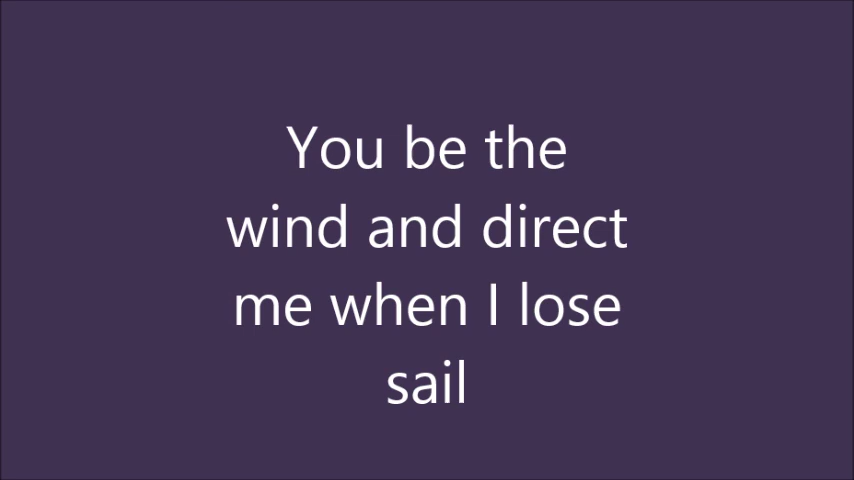 You be the
wind and direct
me when I lose
sail